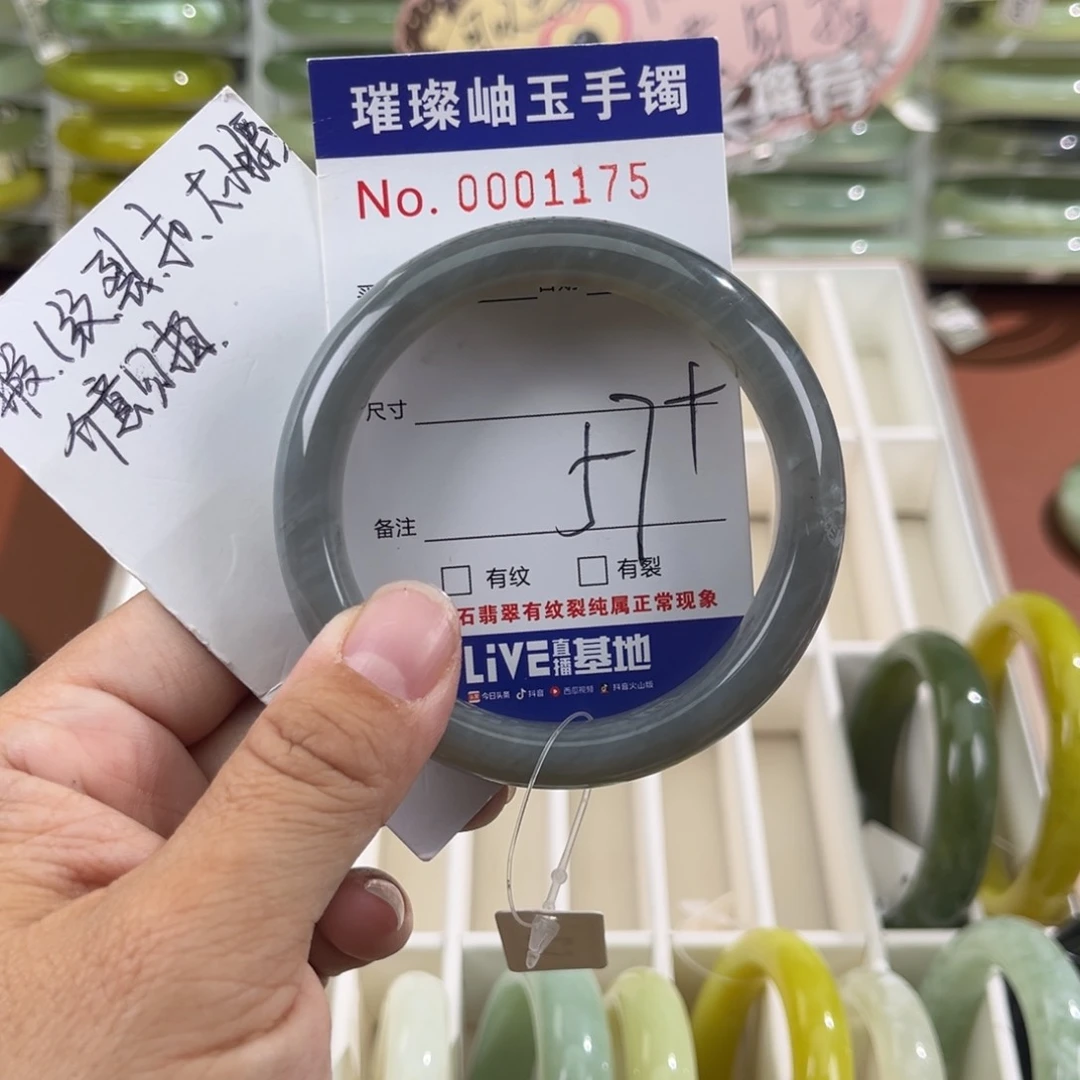 璀璨岫玉手镯
No. 0001175
尺寸
57+
备注
有纹 有裂
石翡翠有纹裂纯属正常现象
LiVE直播基地
今日头条 抖音 西瓜视频 抖音火山版
纹.裂.
介意勿拍.